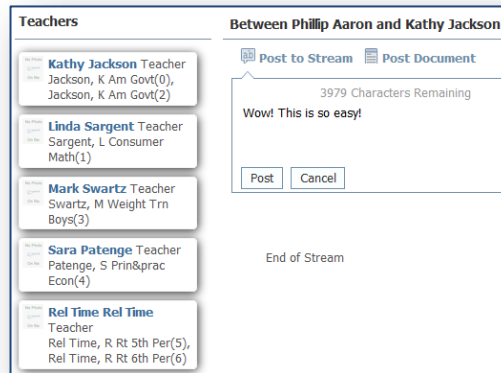 Teachers
Kathy Jackson Teacher
Jackson, K Am Govt(0),
Jackson, K Am Govt(2)
Linda Sargent Teacher
Sargent, L Consumer
Math(1)
Mark Swartz Teacher
Swartz, M Weight Trn
Boys(3)
Sara Patenge Teacher
Patenge, S Prin&prac
Econ(4)
Rel Time Rel Time
Teacher
Rel Time, R Rt 5th Per(5),
Rel Time, R Rt 6th Per(6)
Between Phillip Aaron and Kathy Jackson
Post to Stream Post Document
3979 Characters Remaining
Wow! This is so easy!
Post Cancel
End of Stream